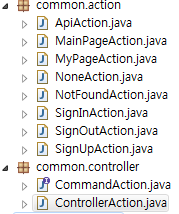 common.action
ApiAction.java
MainPageAction.java
MyPageAction.java
NoneAction.java
NotFoundAction.java
SignInAction.java
SignOutAction.java
SignUpAction.java
common.controller
CommandAction.java
ControllerAction.java